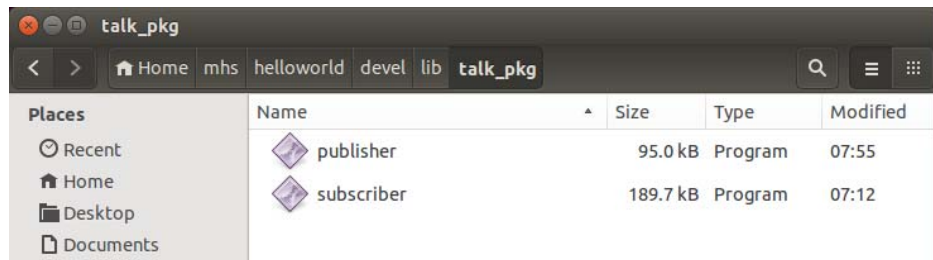 talk_pkg
Home mhs helloworld devel lib talk_pkg
Places Name Size Type Modified
Recent publisher 95.0 kB Program 07:55
Home subscriber 189.7 kB Program 07:12
Desktop
Documents